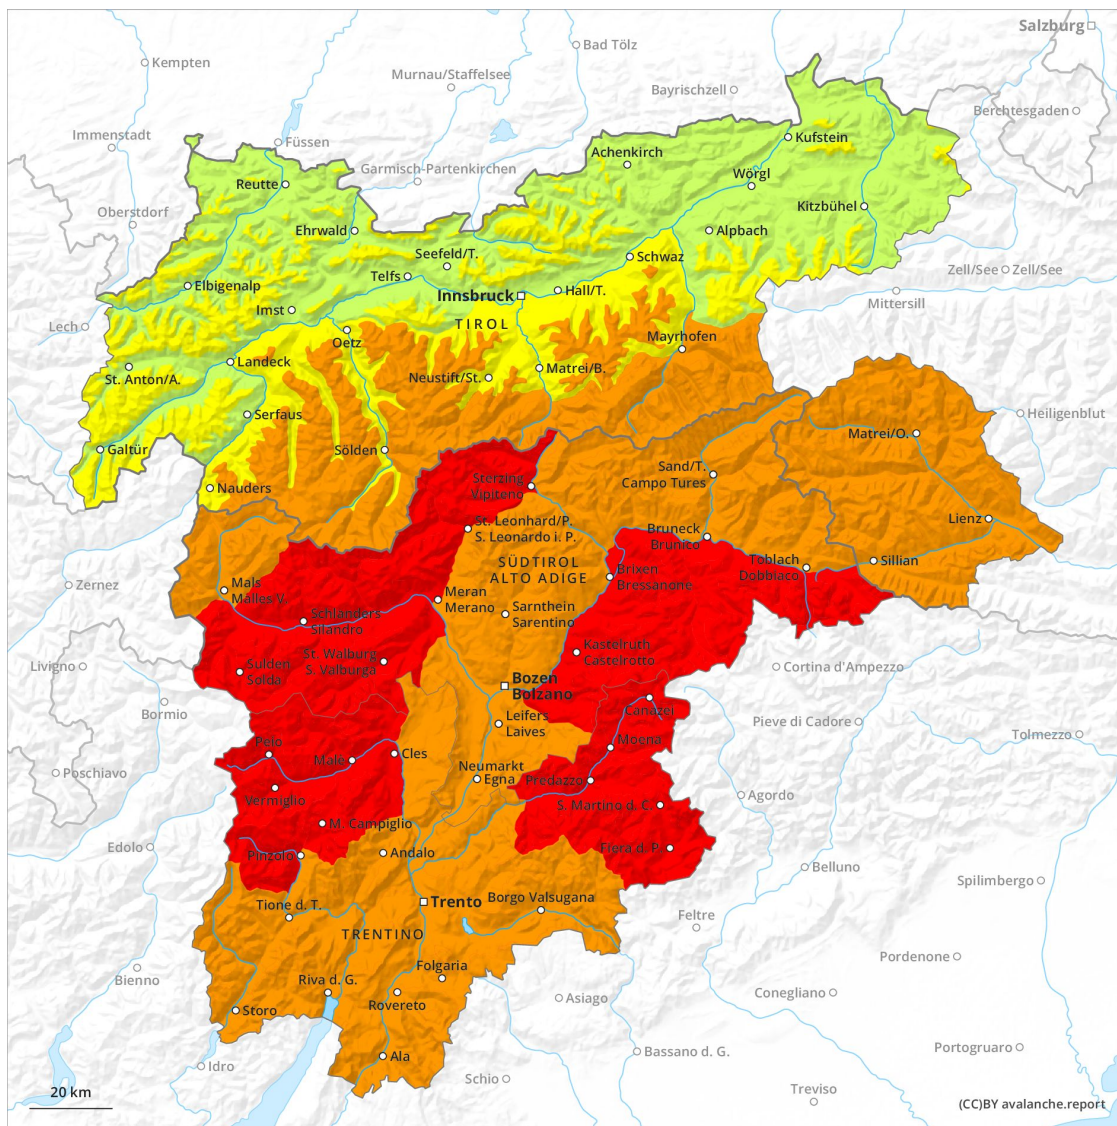 Salzburg
Bad Tölz
Kempten
Murnau/Staffelsee
Bayrischzell
Berchtesgaden
Immenstadt
Füssen
Kufstein
Achenkirch
Garmisch-Partenkirchen
Wörgl
Reutte
Kitzbühel
Oberstdorf
Ehrwald
Alpbach
Seefeld/T.
Schwaz
Zell/See
Zell/See
Telfs
Elbigenalp
Hall/T.
Innsbruck
Mittersill
Imst
TIROL
Lech
Oetz
Mayrhofen
Landeck
Matrei/B.
St. Anton/A.
Neustift/St.
Serfaus
Heiligenblut
Matrei/O.
Galtür
Sölden
Sand/T.
Campo Tures
Sterzing
Vipiteno
Nauders
Lienz
St. Leonhard/P.
S. Leonardo i. P.
Bruneck
Brunico
SÜDTIROL
ALTO ADIGE
Toblach
Dobbiaco
Sillian
Brixen
Bressanone
Zernez
Mals
Malles/V.
Meran
Merano
Sarnthein
Sarentino
Schlanders
Silandro
Kastelruth
Castelrotto
St. Walburg
S. Valburga
Livigno
Sulden
Solda
Cortina d'Ampezzo
Bozen
Bolzano
Bormio
Canazei
Leifers
Laives
Pieve di Cadore
Tolmezzo
Moena
Peio
Male
Cles
Poschiavo
Neumarkt
Egna
Predazzo
Vermiglio
Agordo
S. Martino d. C.
M. Campiglio
Edolo
Pinzolo
Andalo
Fiera d. P.
Belluno
Spilimbergo
Tione d. T.
Trento
Borgo Valsugana
Feltre
TRENTINO
Pordenone
Bienno
Folgaria
Riva d. G.
Rovereto
Conegliano
Asiago
Storo
Portogruaro
Bassano d. G.
Ala
Idro
Schio
Treviso
20 km
(CC)BY avalanche.report